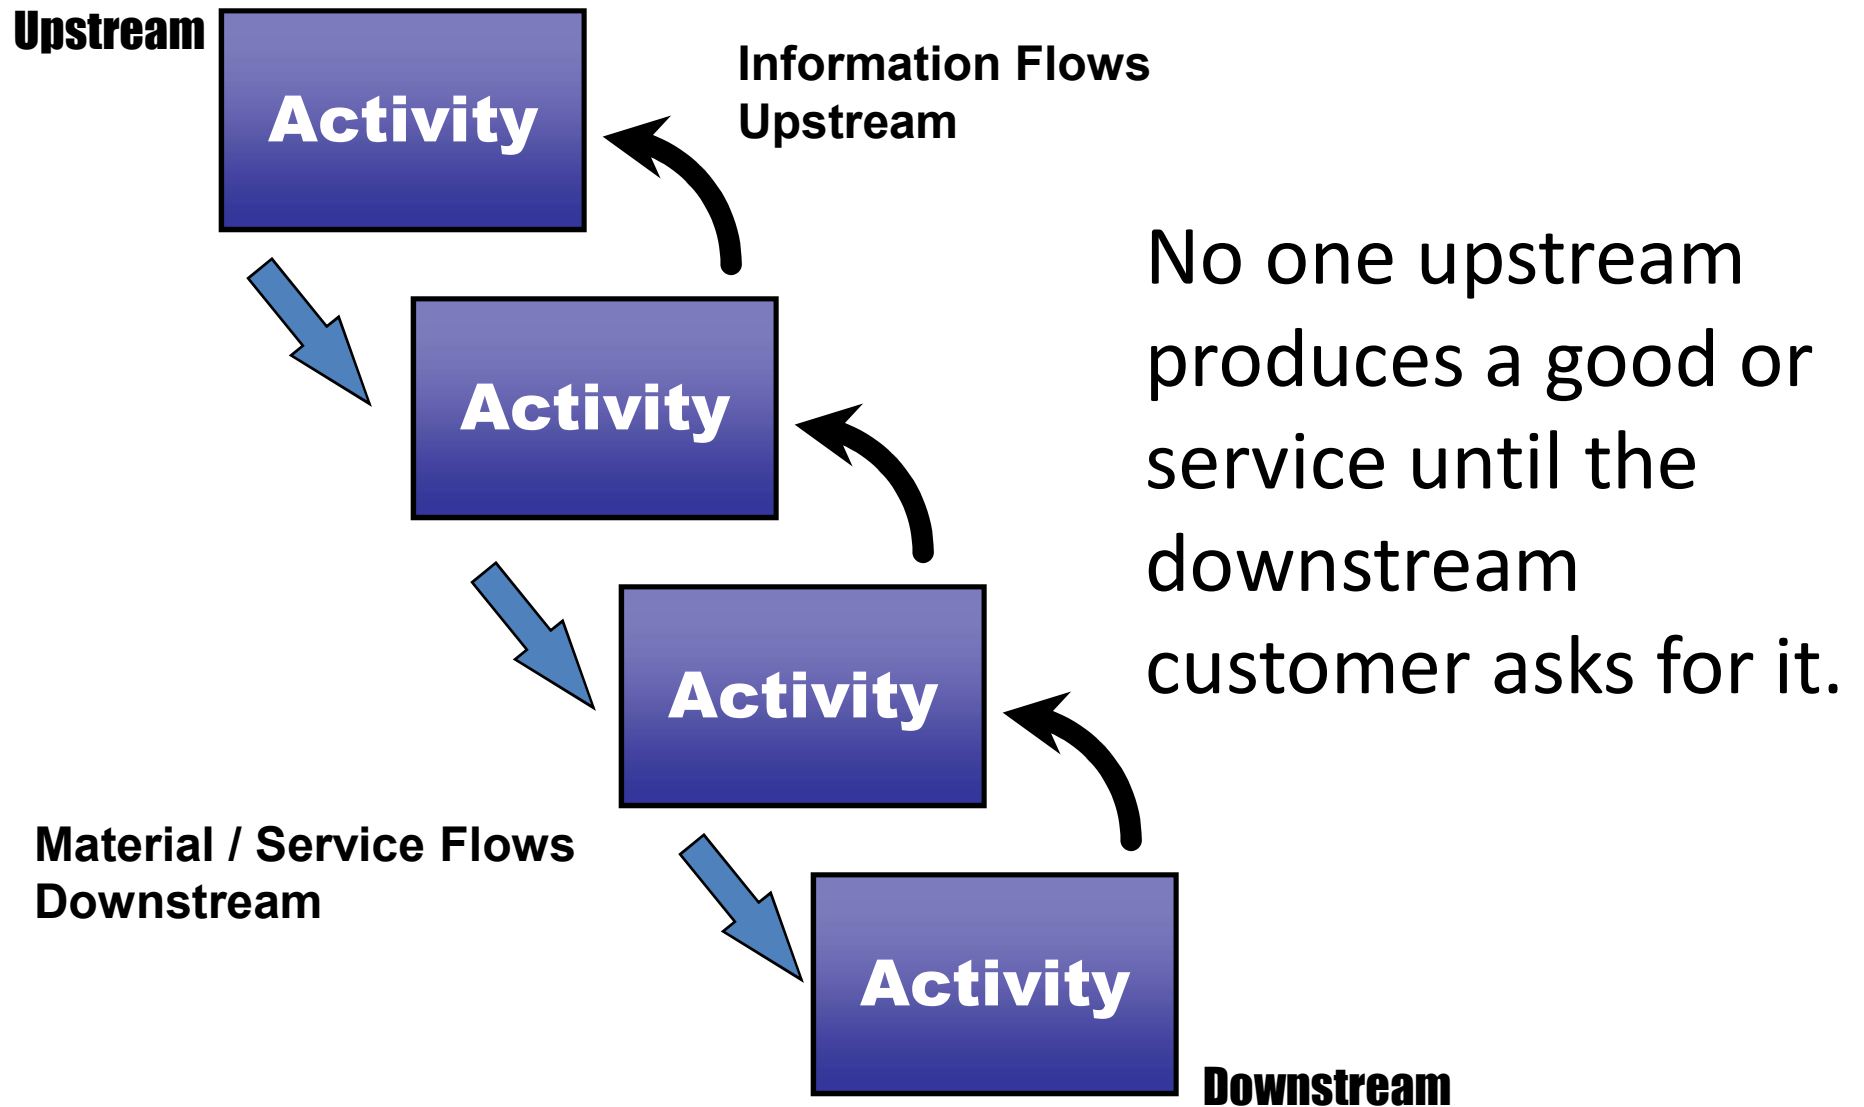 Upstream
Activity
Information Flows
Upstream
Activity
No one upstream
produces a good or
service until the
downstream
customer asks for it.
Activity
Material / Service Flows
Downstream
Activity
Downstream